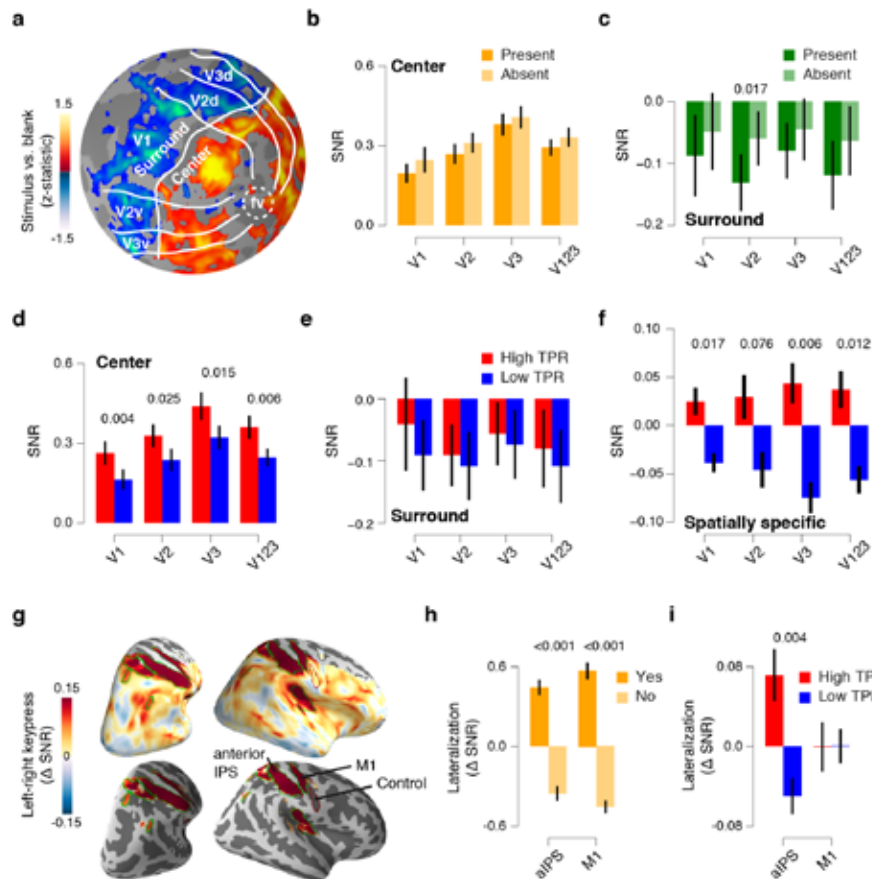 a
Stimulus vs. blank
(z-statistic)
1.5
-1.5
V3d
V2d
V1
Surround
Center
fv
V2v
V3v
b
Center
Present
Absent
SNR
0.6
0.3
0.0
V1
V2
V3
V123
c
Present
Absent
0.017
SNR
0.0
−0.1
−0.2
Surround
V1
V2
V3
V123
d
Center
SNR
0.6
0.3
0.0
0.004
0.025
0.015
0.006
V1
V2
V3
V123
e
High TPR
Low TPR
SNR
0.0
−0.1
−0.2
Surround
V1
V2
V3
V123
f
SNR
0.10
0.05
0.00
−0.05
−0.10
0.017
0.076
0.006
0.012
Spatially specific
V1
V2
V3
V123
g
Left-right keypress
(Δ SNR)
0.15
0
-0.15
anterior
IPS
M1
Control
h
<0.001 <0.001
Yes
No
Lateralization
(Δ SNR)
0.6
0.0
-0.6
aIPS
M1
i
0.004
High TP
Low TP
Lateralization
(Δ SNR)
0.08
0.0
-0.08
aIPS
M1